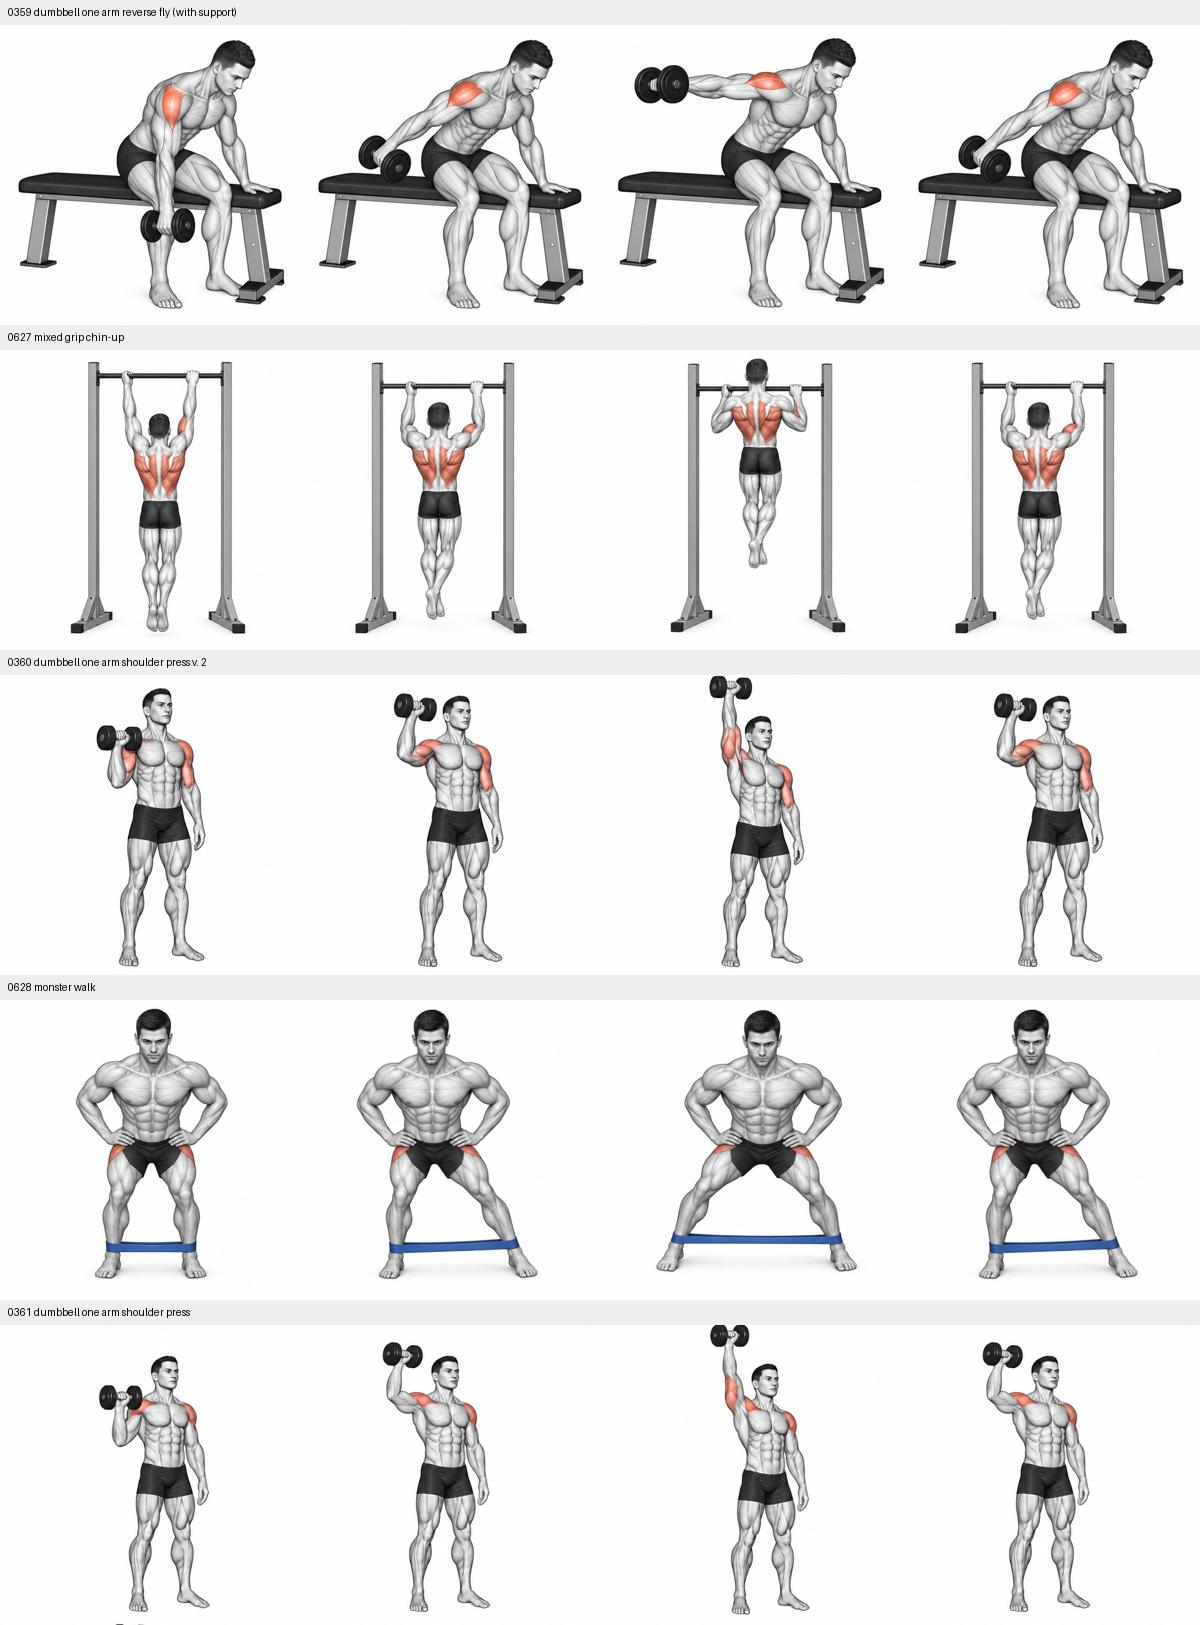 0359 dumbbell one arm reverse fly (with support)
0627 mixed grip chin-up
0360 dumbbell one arm shoulder press v. 2
0628 monster walk
0361 dumbbell one arm shoulder press